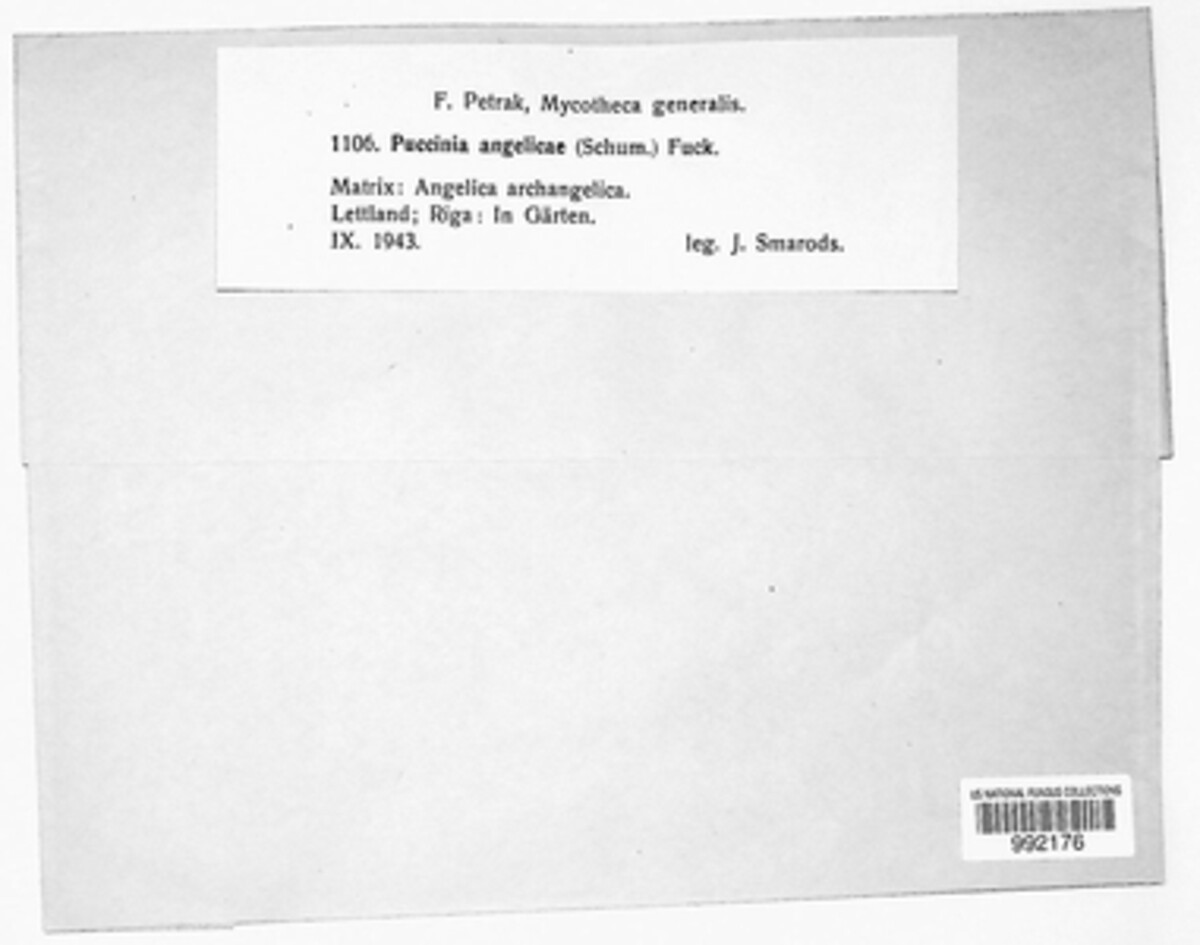 F. Petrak, Mycotheca generalis.
1106. Puccinia angelicae (Schum.) Fuck.
Matrix: Angelica archangelica.
Lettland; Riga: In Gärten.
IX. 1943. leg. J. Smarods.
US NATIONAL FUNGUS COLLECTIONS
992176